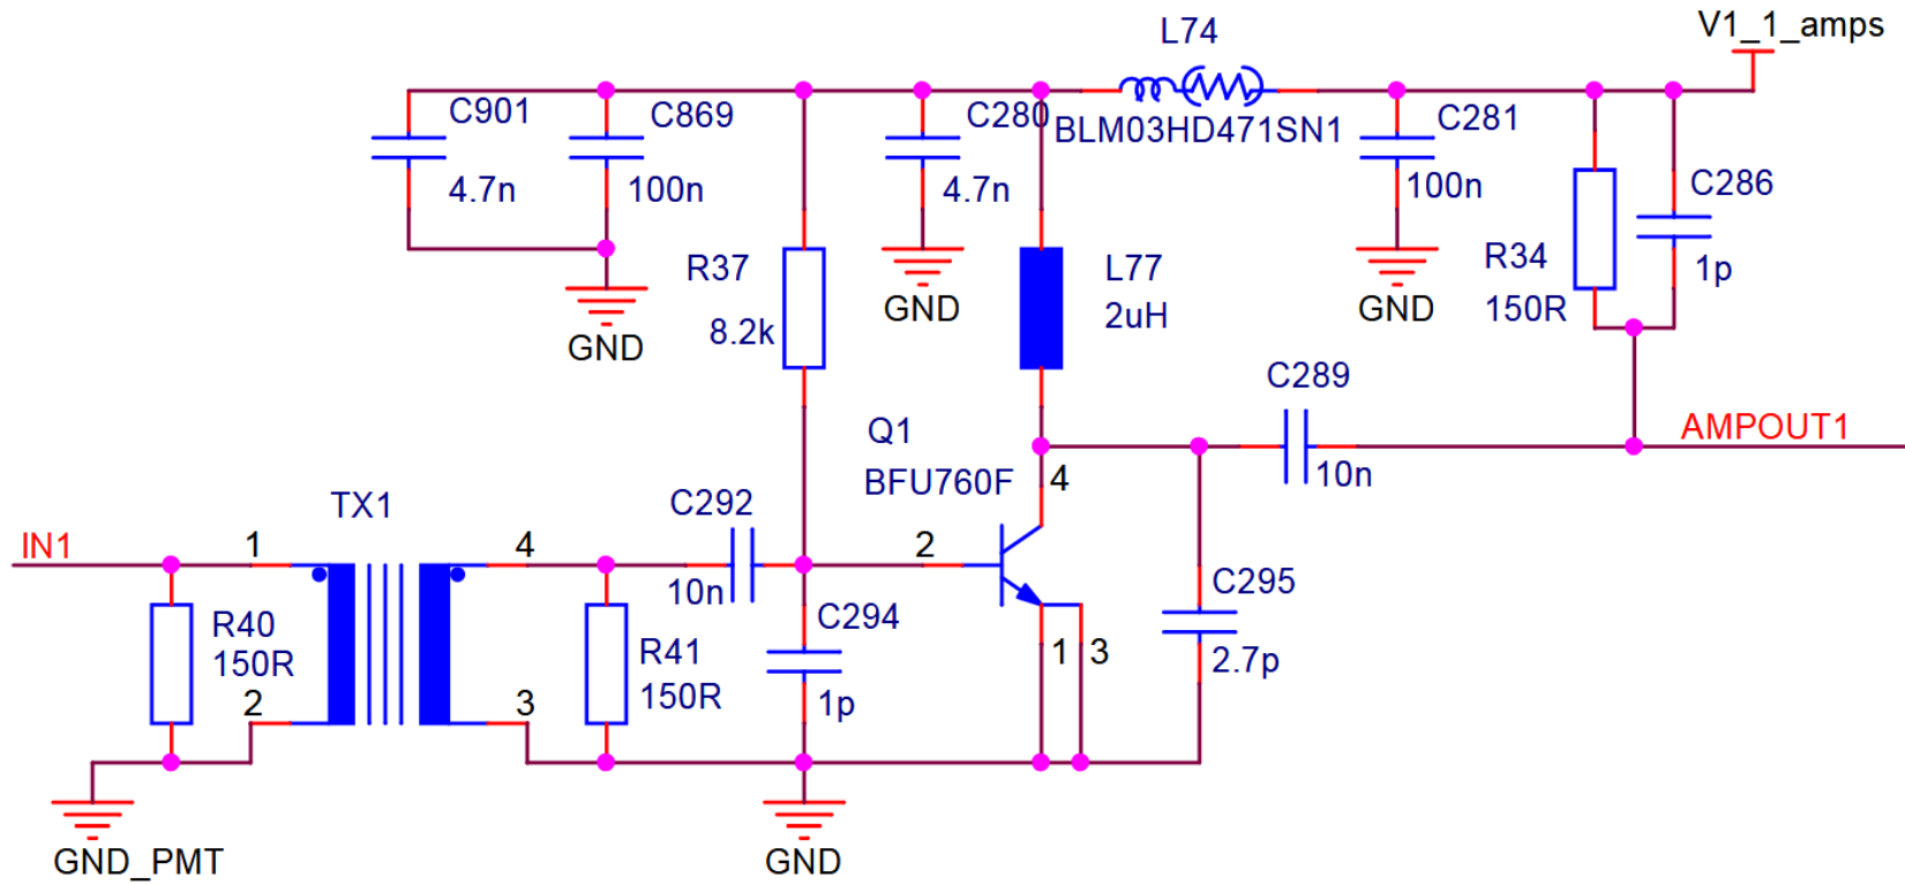 L74
V1_1_amps
C901
C869
C280
BLM03HD471SN1
C281
4.7n
100n
4.7n
100n
C286
R37
L77
R34
1p
8.2k
GND
2uH
GND
150R
GND
C289
Q1
AMPOUT1
BFU760F
4
10n
TX1
C292
IN1
1
4
2
10n
C295
C294
R40
150R
R41
150R
1
3
2.7p
2
3
1p
GND_PMT
GND